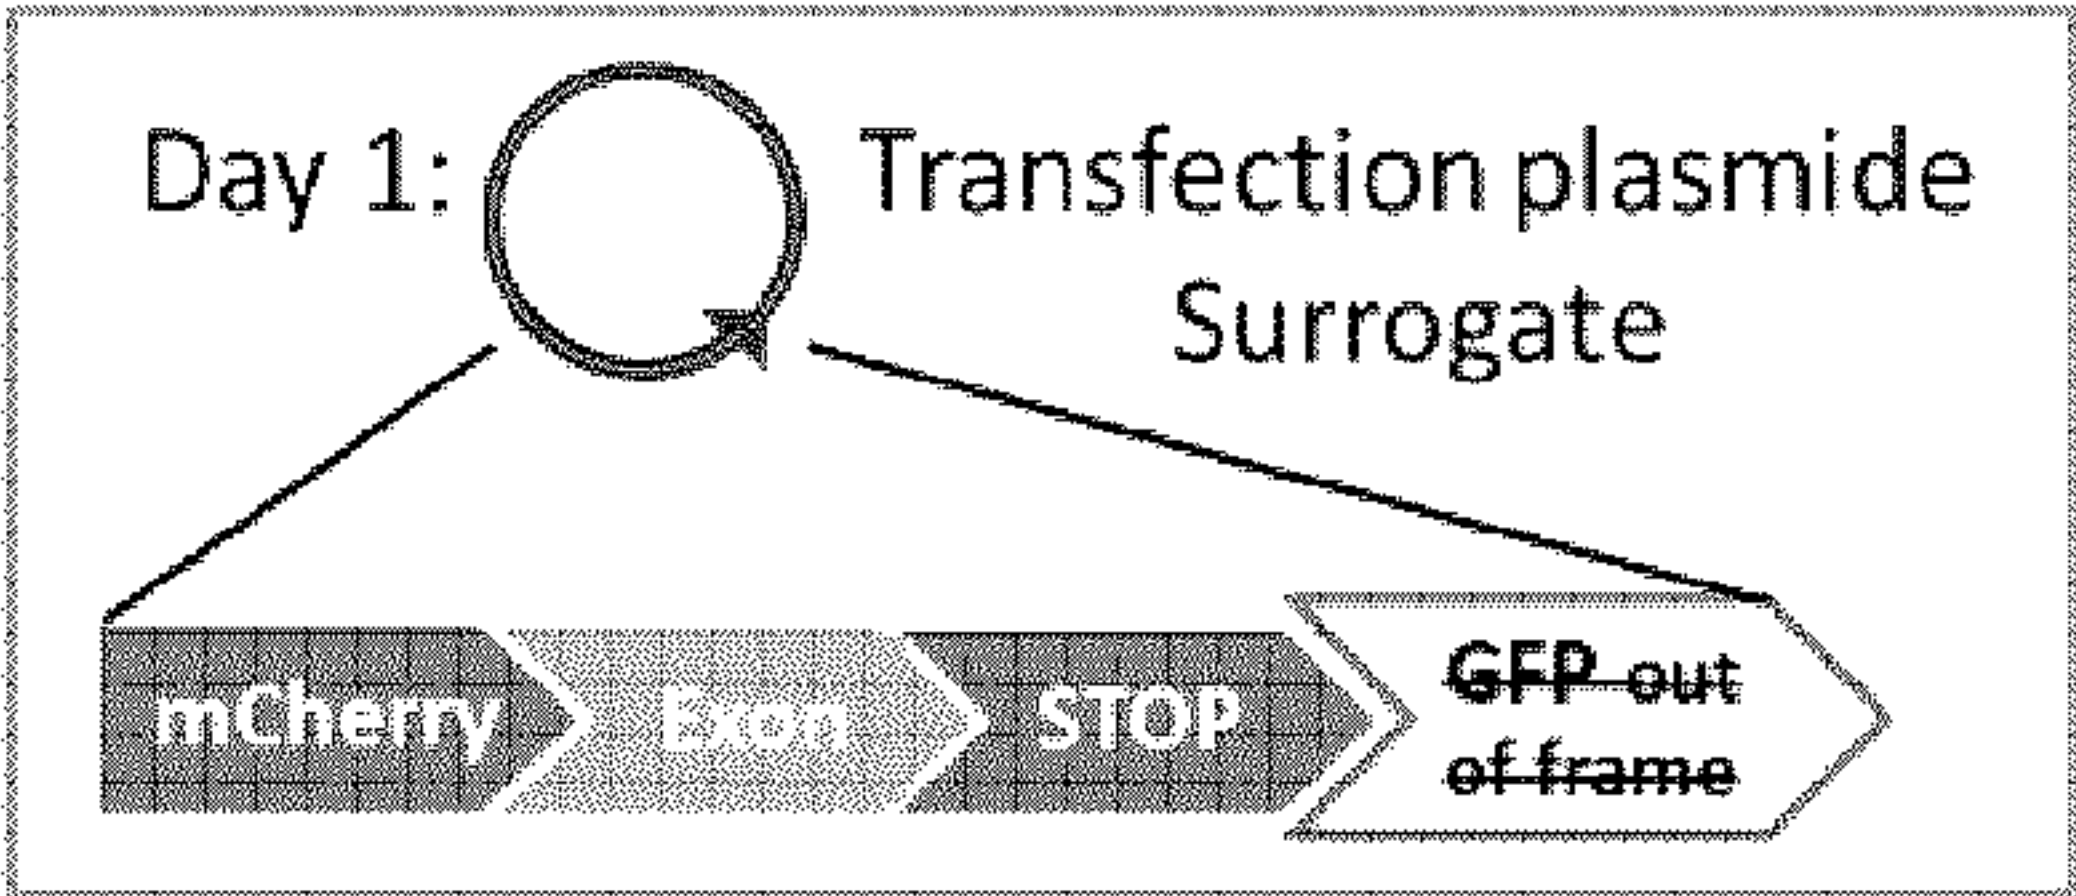 Day 1:
Transfection plasmide
Surrogate
mCherry
Exon
STOP
GFP out
of frame